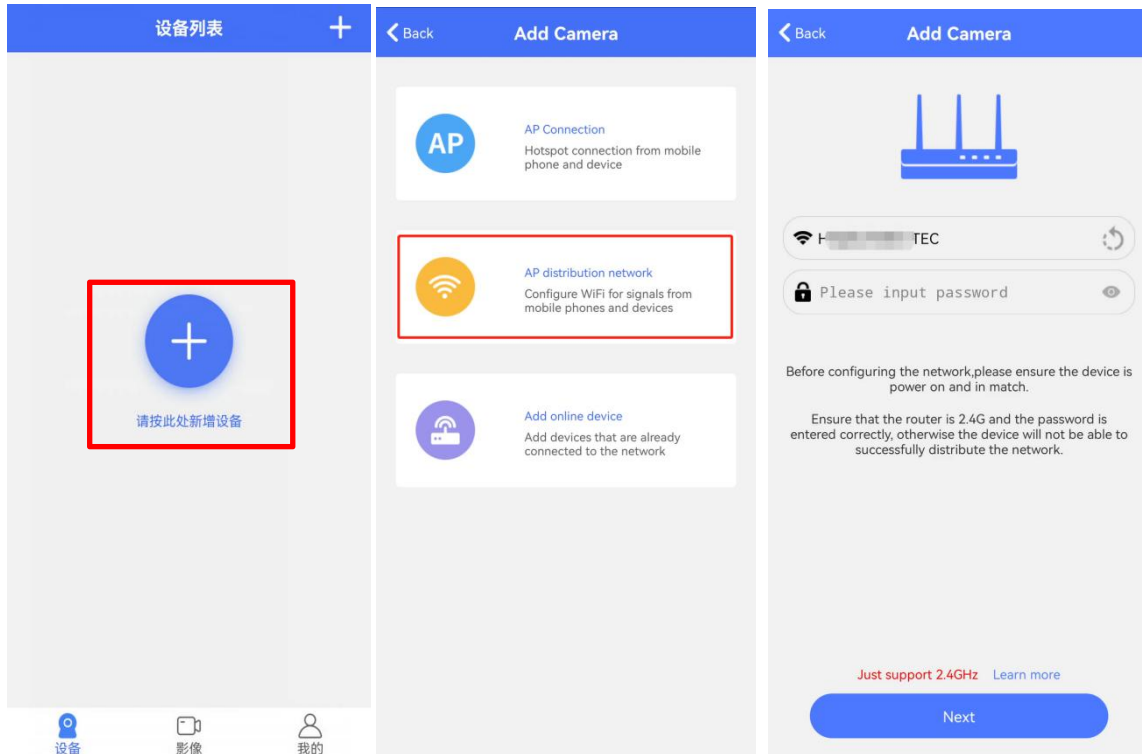 设备列表
请按此处新增设备
设备
影像
我的
Back
Add Camera
AP
AP Connection
Hotspot connection from mobile
phone and device
AP distribution network
Configure WiFi for signals from
mobile phones and devices
Add online device
Add devices that are already
connected to the network
Back
Add Camera
TEC
Please input password
Before configuring the network,please ensure the device is
power on and in match.
Ensure that the router is 2.4G and the password is
entered correctly, otherwise the device will not be able to
successfully distribute the network.
Just support 2.4GHz Learn more
Next